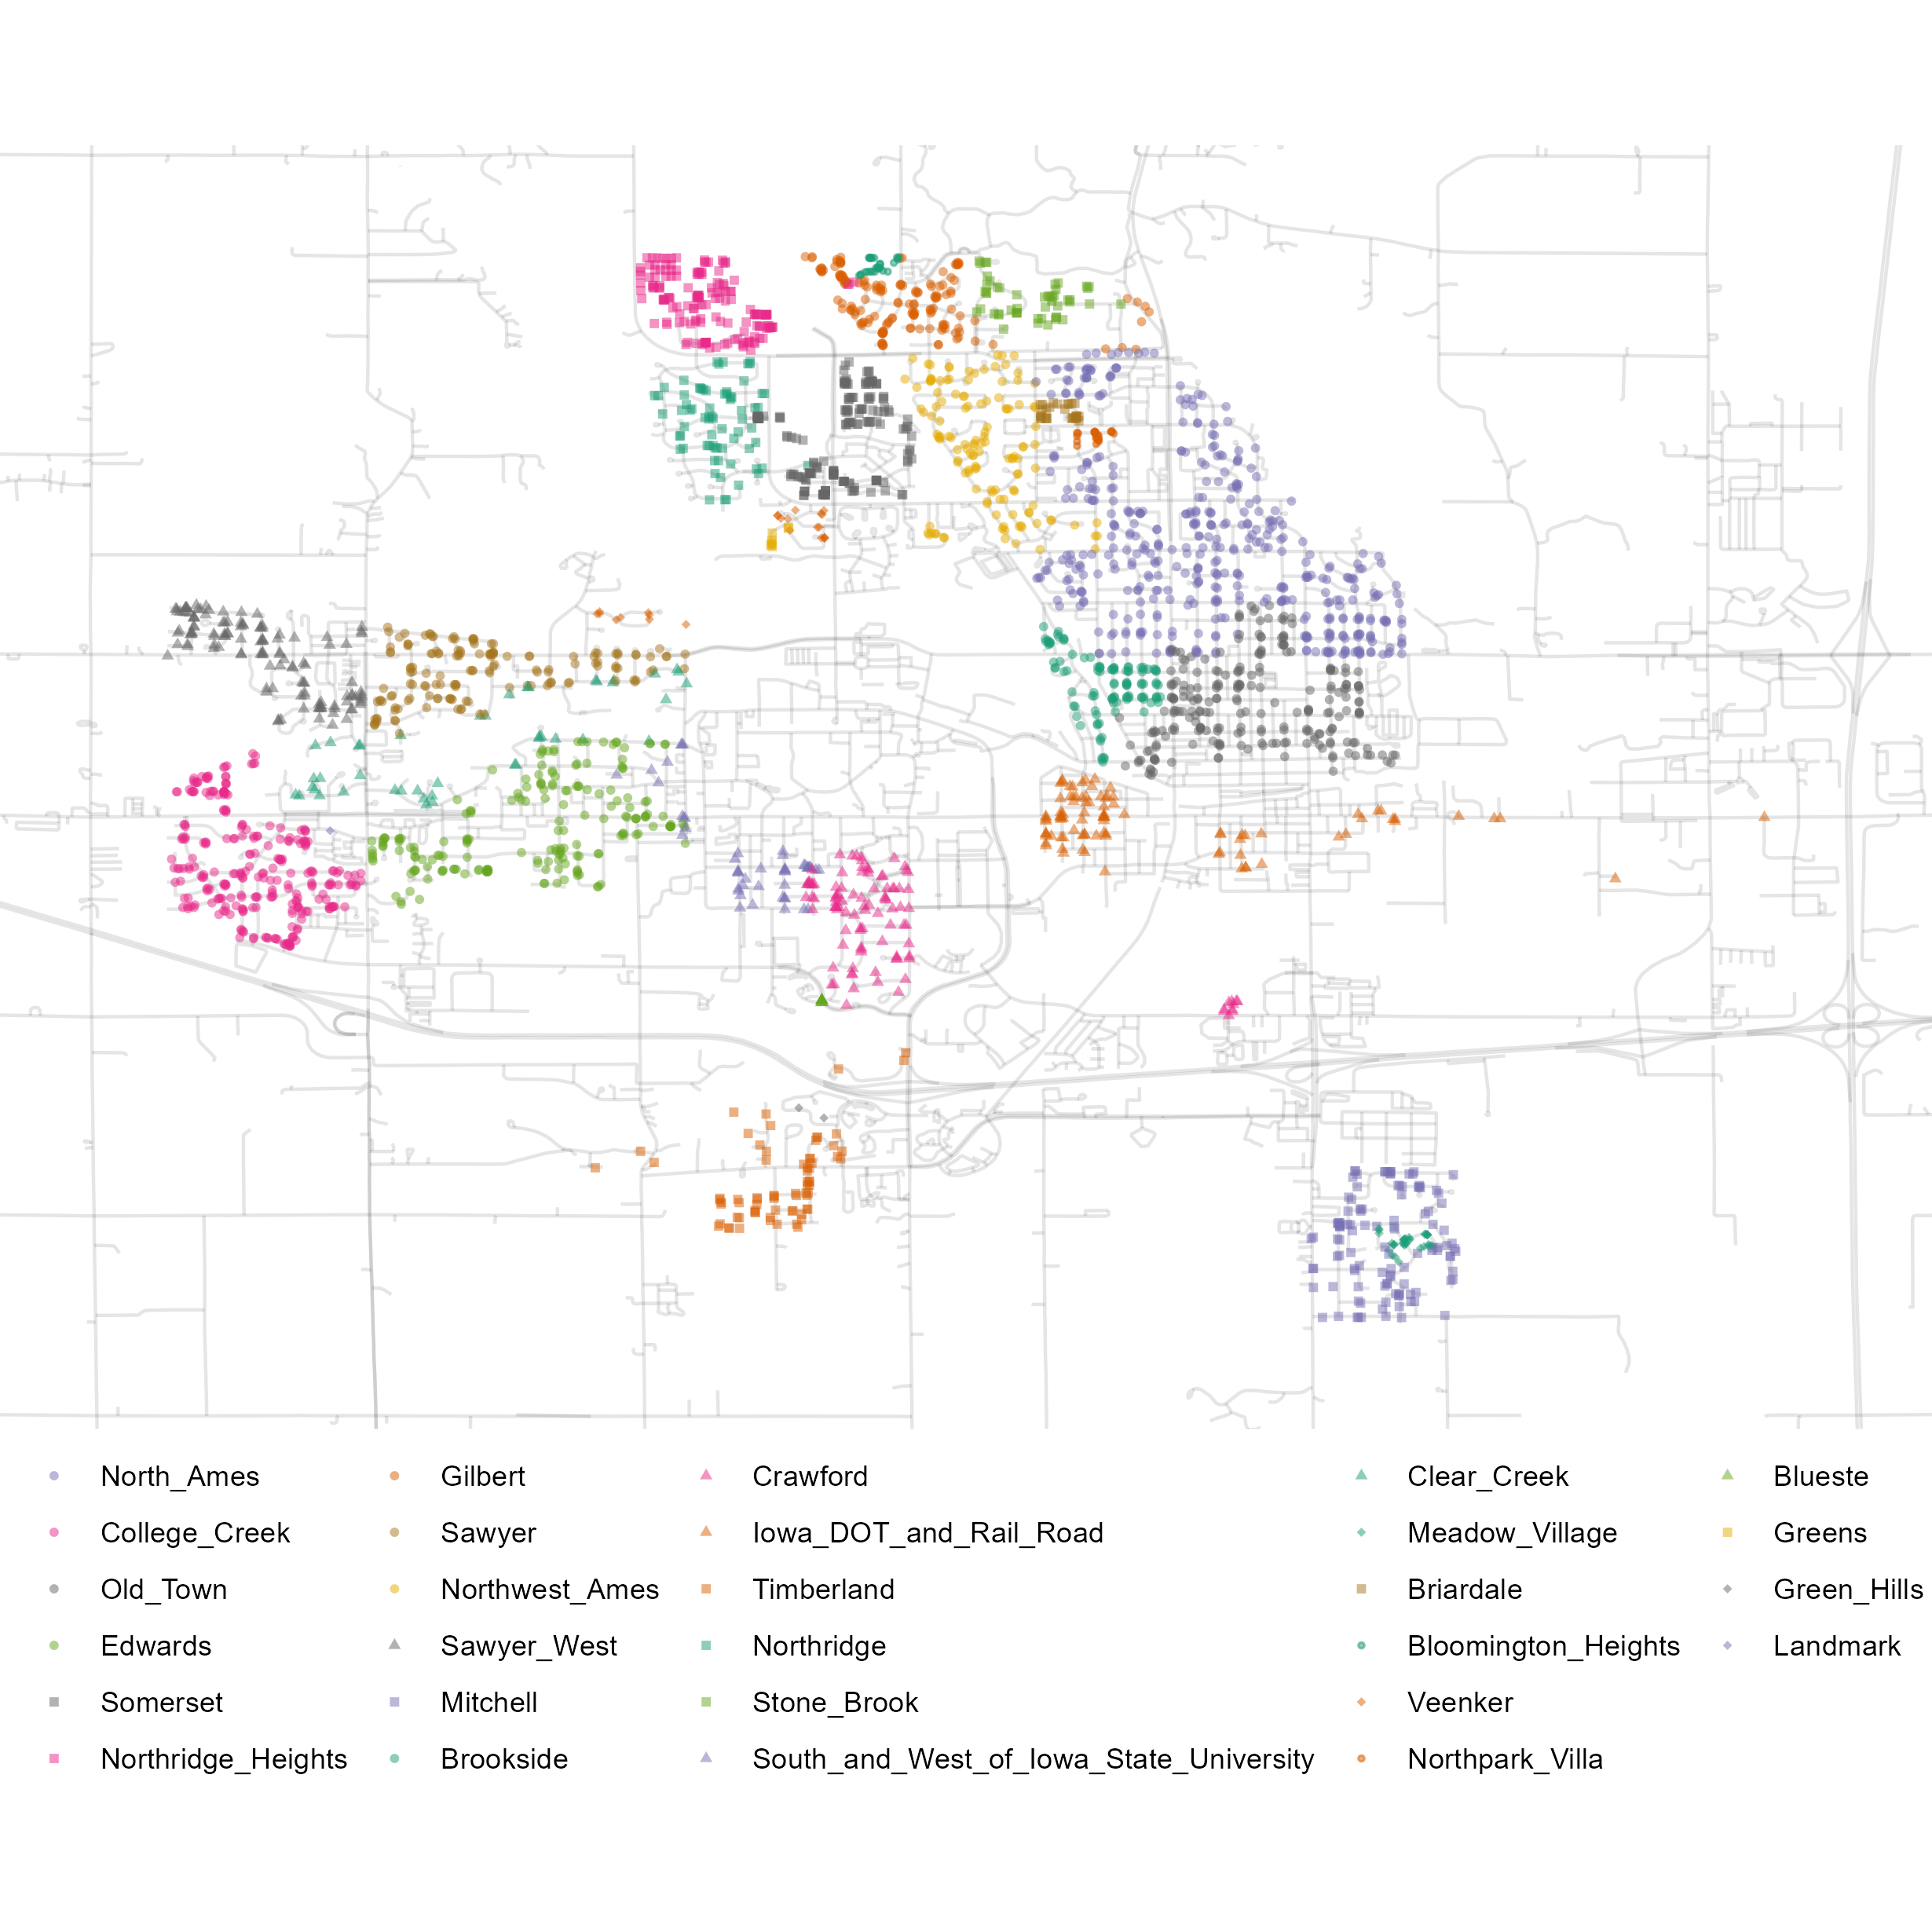 North_Ames
College_Creek
Old_Town
Edwards
Somerset
Northridge_Heights
Gilbert
Sawyer
Northwest_Ames
Sawyer_West
Mitchell
Brookside
Crawford
Iowa_DOT_and_Rail_Road
Timberland
Northridge
Stone_Brook
South_and_West_of_Iowa_State_University
Clear_Creek
Meadow_Village
Briardale
Bloomington_Heights
Veenker
Northpark_Villa
Blueste
Greens
Green_Hills
Landmark